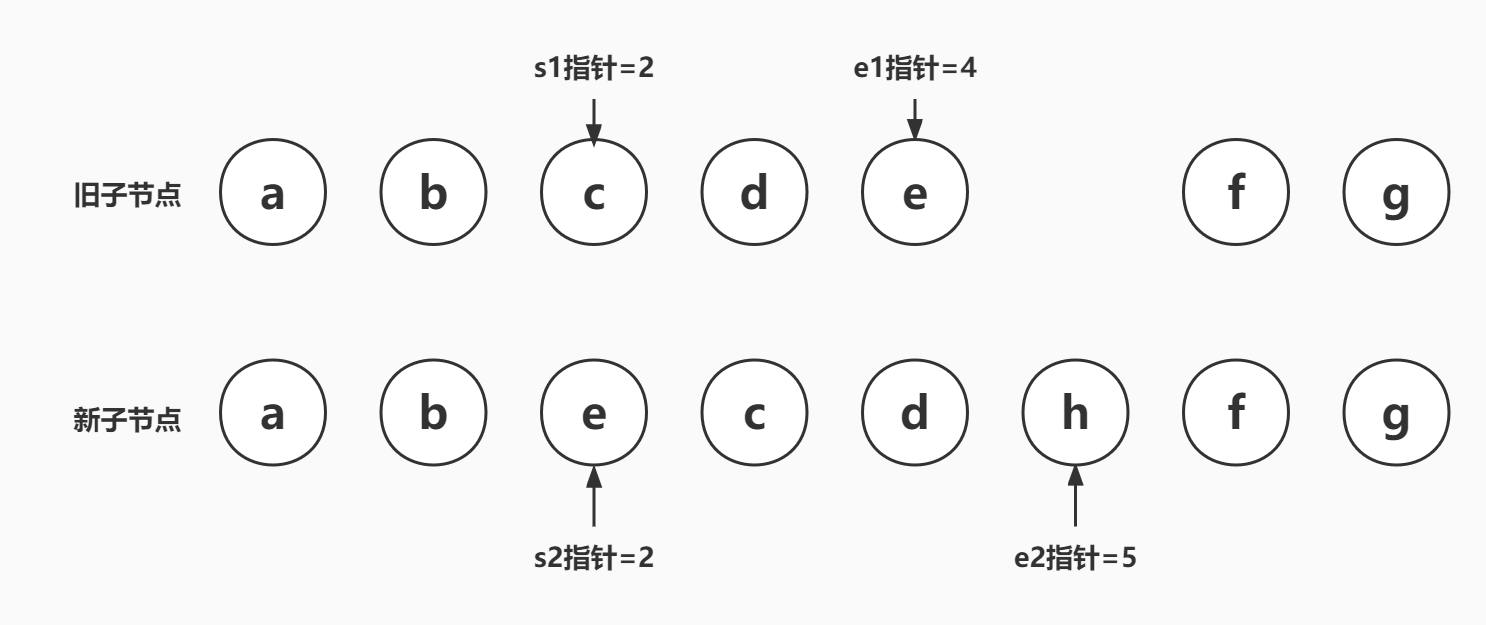 s1指针=2 e1指针=4
旧子节点 a b c d e f g
新子节点 a b e c d h f g
s2指针=2 e2指针=5